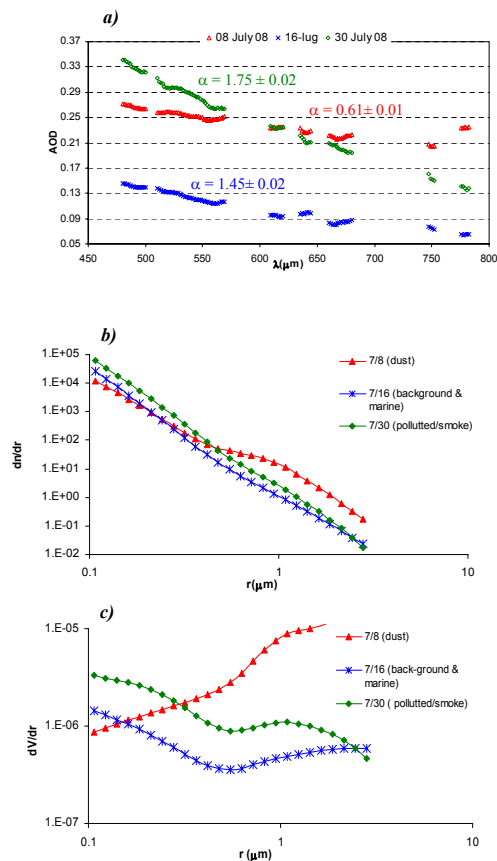 a)
08 July 08 16-lug 30 July 08
0.37
0.33
0.29
0.25
0.21
0.17
0.13
0.09
0.05
AOD
α = 1.75± 0.02
α = 0.61± 0.01
α = 1.45± 0.02
450 500 550 600 650 700 750 800
λ(μm)
b)
1.E+05
1.E+04
1.E+03
1.E+02
1.E+01
1.E+00
1.E-01
1.E-02
dn/dr
7/8 (dust)
7/16 (background &
marine)
7/30 (pollutted/smoke)
0.1 1 10
r(μm)
c)
1.E-05
1.E-06
1.E-07
dV/dr
7/8 (dust)
7/16 (back-ground &
marine)
7/30 ( pollutted/smoke)
0.1 1 10
r (μm)